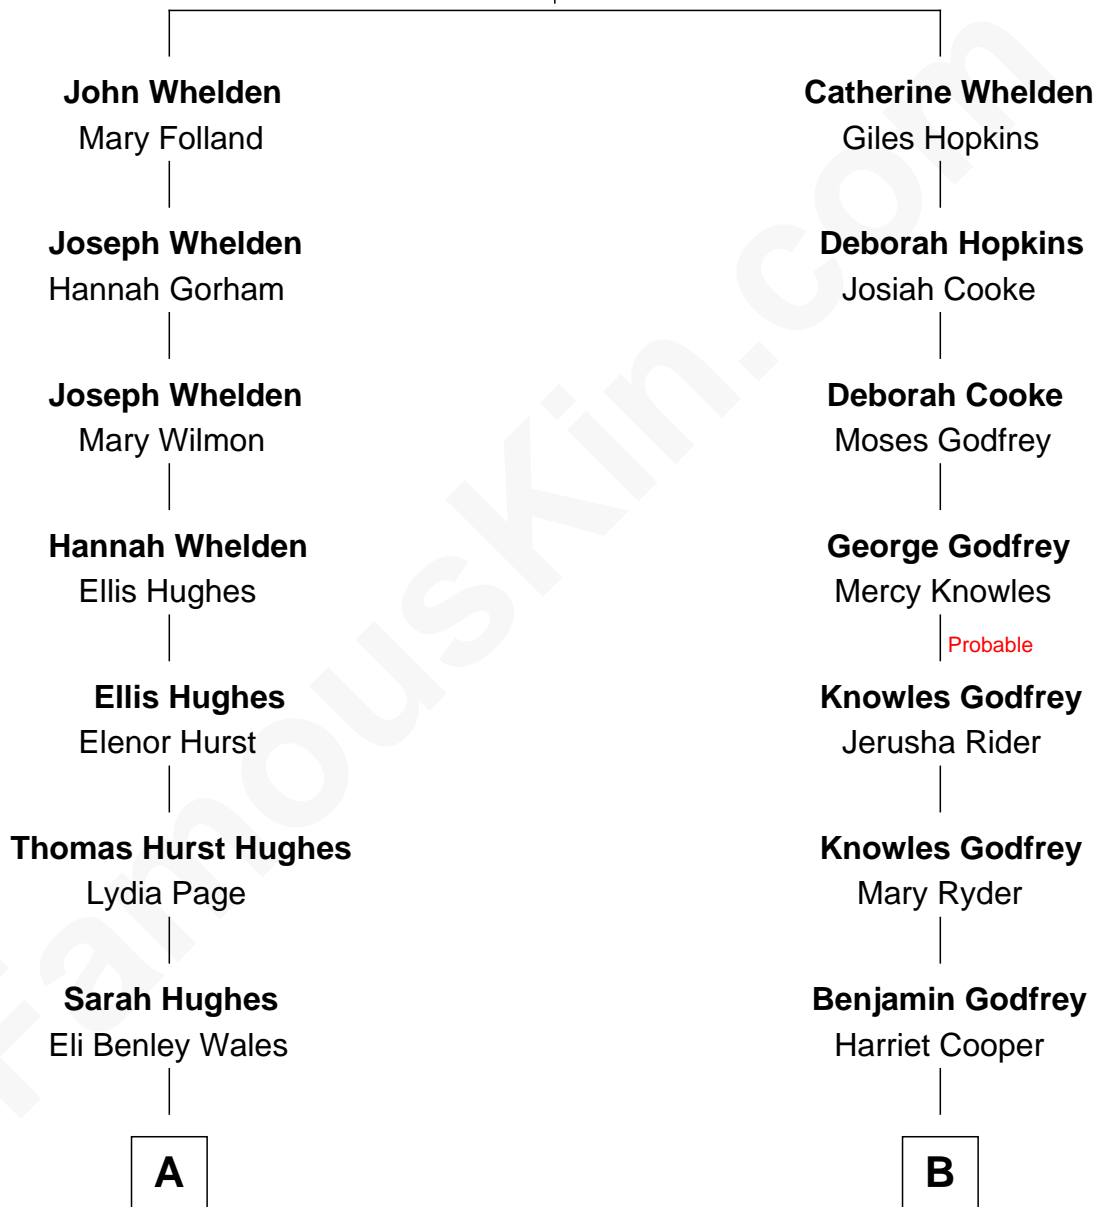 John Whelden
Mary Folland
Catherine Whelden
Giles Hopkins
Joseph Whelden
Hannah Gorham
Deborah Hopkins
Josiah Cooke
Joseph Whelden
Mary Wilmon
Deborah Cooke
Moses Godfrey
Hannah Whelden
Ellis Hughes
George Godfrey
Mercy Knowles
Probable
Ellis Hughes
Elenor Hurst
Knowles Godfrey
Jerusha Rider
Thomas Hurst Hughes
Lydia Page
Knowles Godfrey
Mary Ryder
Sarah Hughes
Eli Benley Wales
Benjamin Godfrey
Harriet Cooper
A
B
FamousKin.com